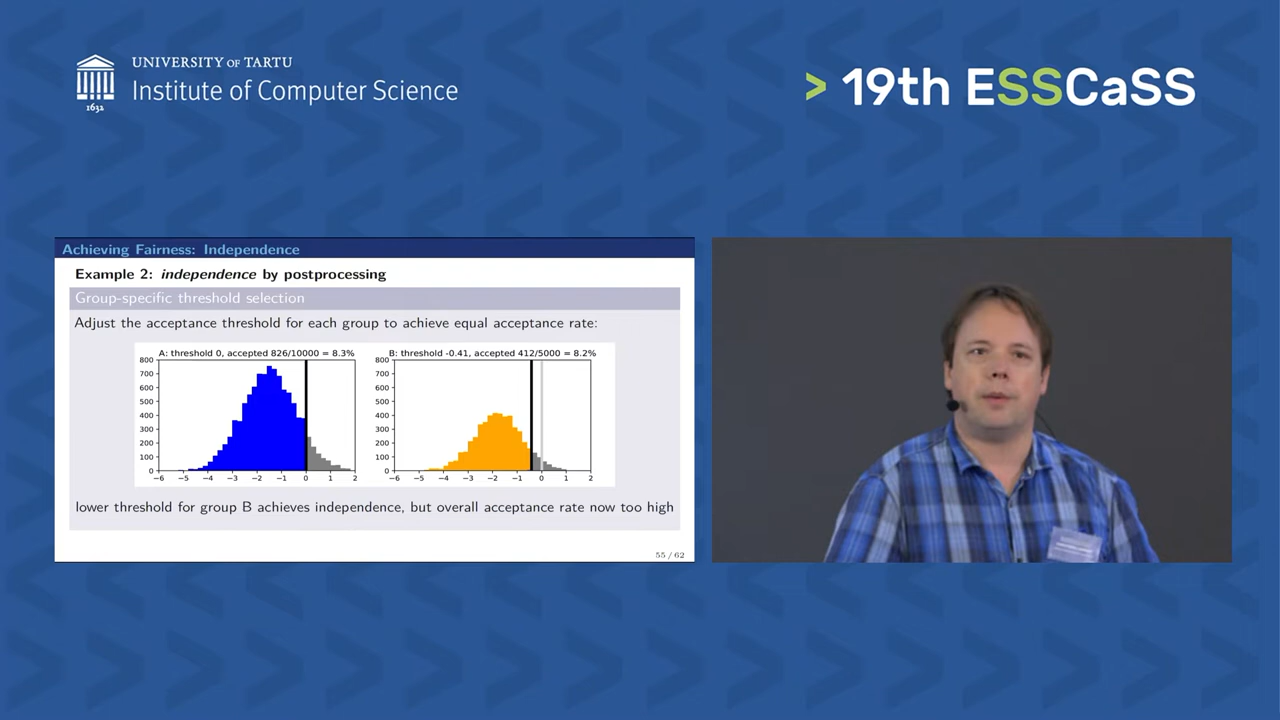 UNIVERSITY OF TARTU
Institute of Computer Science
1632
> 19th ESSCaSS
Achieving Fairness: Independence
Example 2: independence by postprocessing
Group-specific threshold selection
Adjust the acceptance threshold for each group to achieve equal acceptance rate:
A: threshold 0, accepted 826/10000 = 8.3%
800
700
600
500
400
300
200
100
0
−6 −5 −4 −3 −2 −1 0 1 2
B: threshold -0.41, accepted 412/5000 = 8.2%
800
700
600
500
400
300
200
100
0
−6 −5 −4 −3 −2 −1 0 1 2
lower threshold for group B achieves independence, but overall acceptance rate now too high
55 / 62